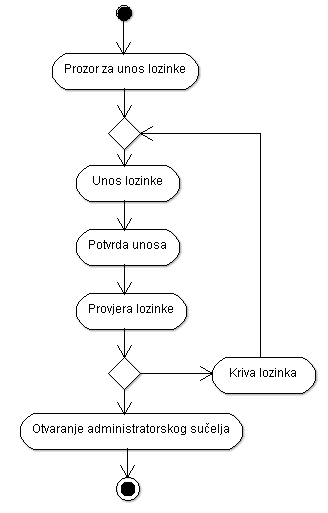 Prozor za unos lozinke
Unos lozinke
Potvrda unosa
Provjera lozinke
Kriva lozinka
Otvaranje administratorskog sučelja